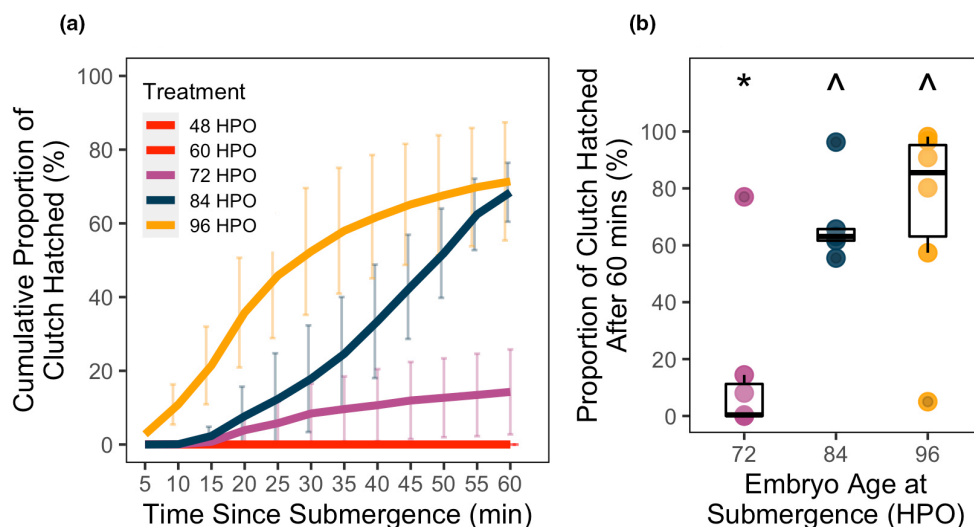 (a)
Cumulative Proportion of
Clutch Hatched (%)
100
80
60
40
20
0
Treatment
48 HPO
60 HPO
72 HPO
84 HPO
96 HPO
5 10 15 20 25 30 35 40 45 50 55 60
Time Since Submergence (min)
(b)
Proportion of Clutch Hatched
After 60 mins (%)
100
80
60
40
20
0
* ^ ^
72 84 96
Embryo Age at
Submergence (HPO)